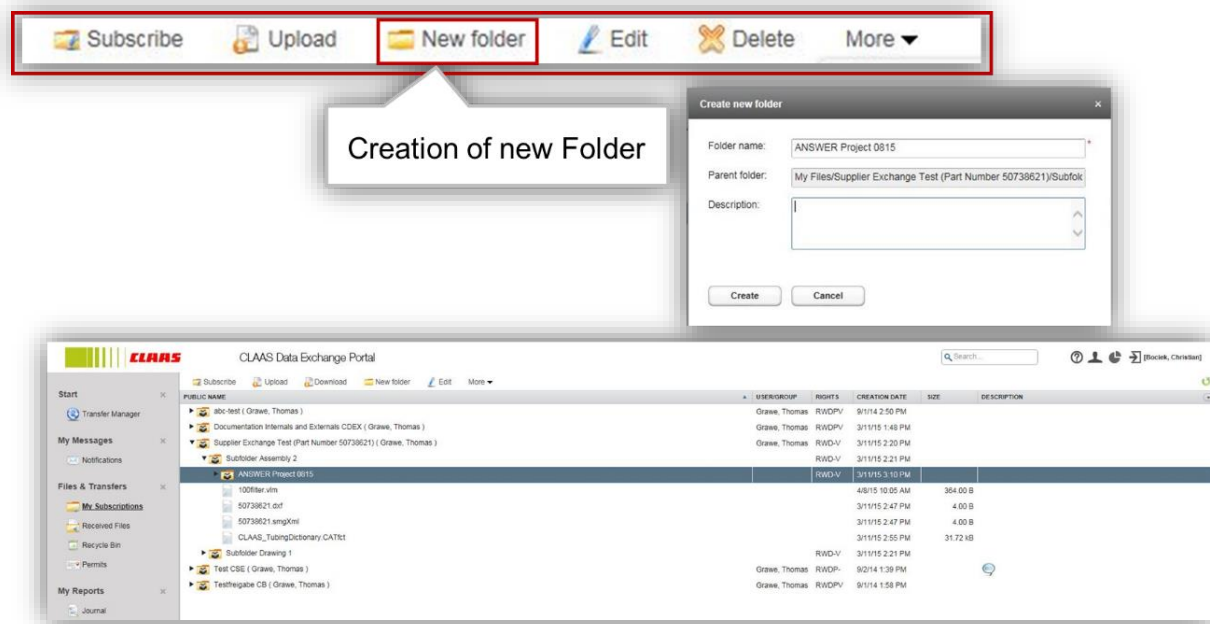 Subscribe Upload New folder Edit Delete More
Creation of new Folder
Create new folder ×
Folder name: ANSWER Project 0815 *
Parent folder: My Files/Supplier Exchange Test (Part Number 50738621)/Subfol
Description:
Create Cancel
CLAAS CLAAS Data Exchange Portal Search... [Bociek, Christian]
Subscribe Upload Download New folder Edit More
Start ×
PUBLIC NAME USER/GROUP RIGHTS CREATION DATE SIZE DESCRIPTION
Transfer Manager
abc-test ( Grawe, Thomas ) Grawe, Thomas RWDPV 9/1/14 2:50 PM
Documentation Internals and Externals CDEX ( Grawe, Thomas ) Grawe, Thomas RWDPV 3/11/15 1:48 PM
My Messages ×
Supplier Exchange Test (Part Number 50738621) ( Grawe, Thomas ) Grawe, Thomas RWD-V 3/11/15 2:20 PM
Notifications
Subfolder Assembly 2 RWD-V 3/11/15 2:21 PM
ANSWER Project 0815 RWD-V 3/11/15 3:10 PM
Files & Transfers ×
100filter.vlm 4/8/15 10:05 AM 364.00 B
My Subscriptions
50738621.dxf 3/11/15 2:47 PM 4.00 B
50738621.smgXml 3/11/15 2:47 PM 4.00 B
Received Files
CLAAS_TubingDictionary.CATfct 3/11/15 2:55 PM 31.72 kB
Recycle Bin
Subfolder Drawing 1 RWD-V 3/11/15 2:21 PM
Permits
Test CSE ( Grawe, Thomas ) Grawe, Thomas RWDP- 9/2/14 1:39 PM
Testfreigabe CB ( Grawe, Thomas ) Grawe, Thomas RWDPV 9/1/14 1:58 PM
My Reports ×
Journal